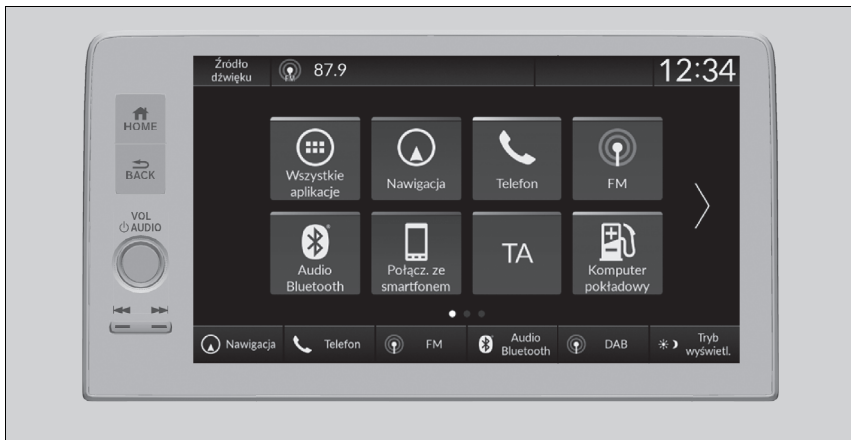 Źródło
dźwięku
FM
87.9
12:34
HOME
BACK
VOL
AUDIO
Wszystkie
aplikacje
Nawigacja
Telefon
FM
Audio
Bluetooth
Połącz. ze
smartfonem
TA
Komputer
pokładowy
Nawigacja
Telefon
FM
Audio
Bluetooth
DAB
Tryb
wyświetl.